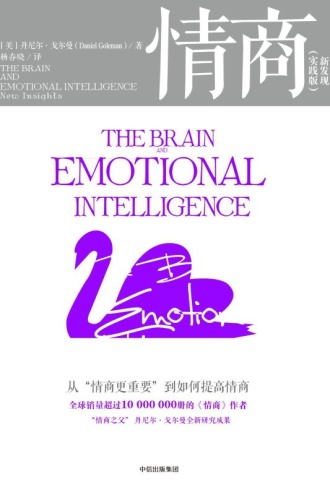 [美] 丹尼尔·戈尔曼 (Daniel Goleman) / 著
杨春晓 / 译
THE BRAIN
AND
EMOTIONAL INTELLIGENCE
New Insights
情商
新发现
(实践版)
THE BRAIN
AND
EMOTIONAL
INTELLIGENCE
B
Emotion
从“情商更重要”到如何提高情商
全球销量超过10 000 000册的《情商》作者
“情商之父” 丹尼尔·戈尔曼全新研究成果
中信出版集团